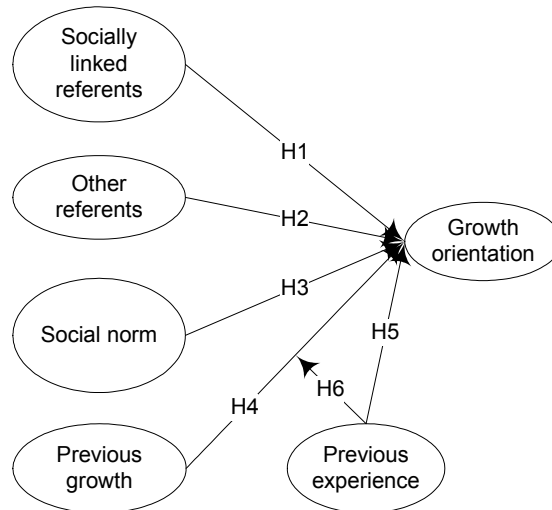 Socially
linked
referents
H1
Other
referents
H2
Growth
orientation
H3
Social norm
H5
H6
H4
Previous
growth
Previous
experience